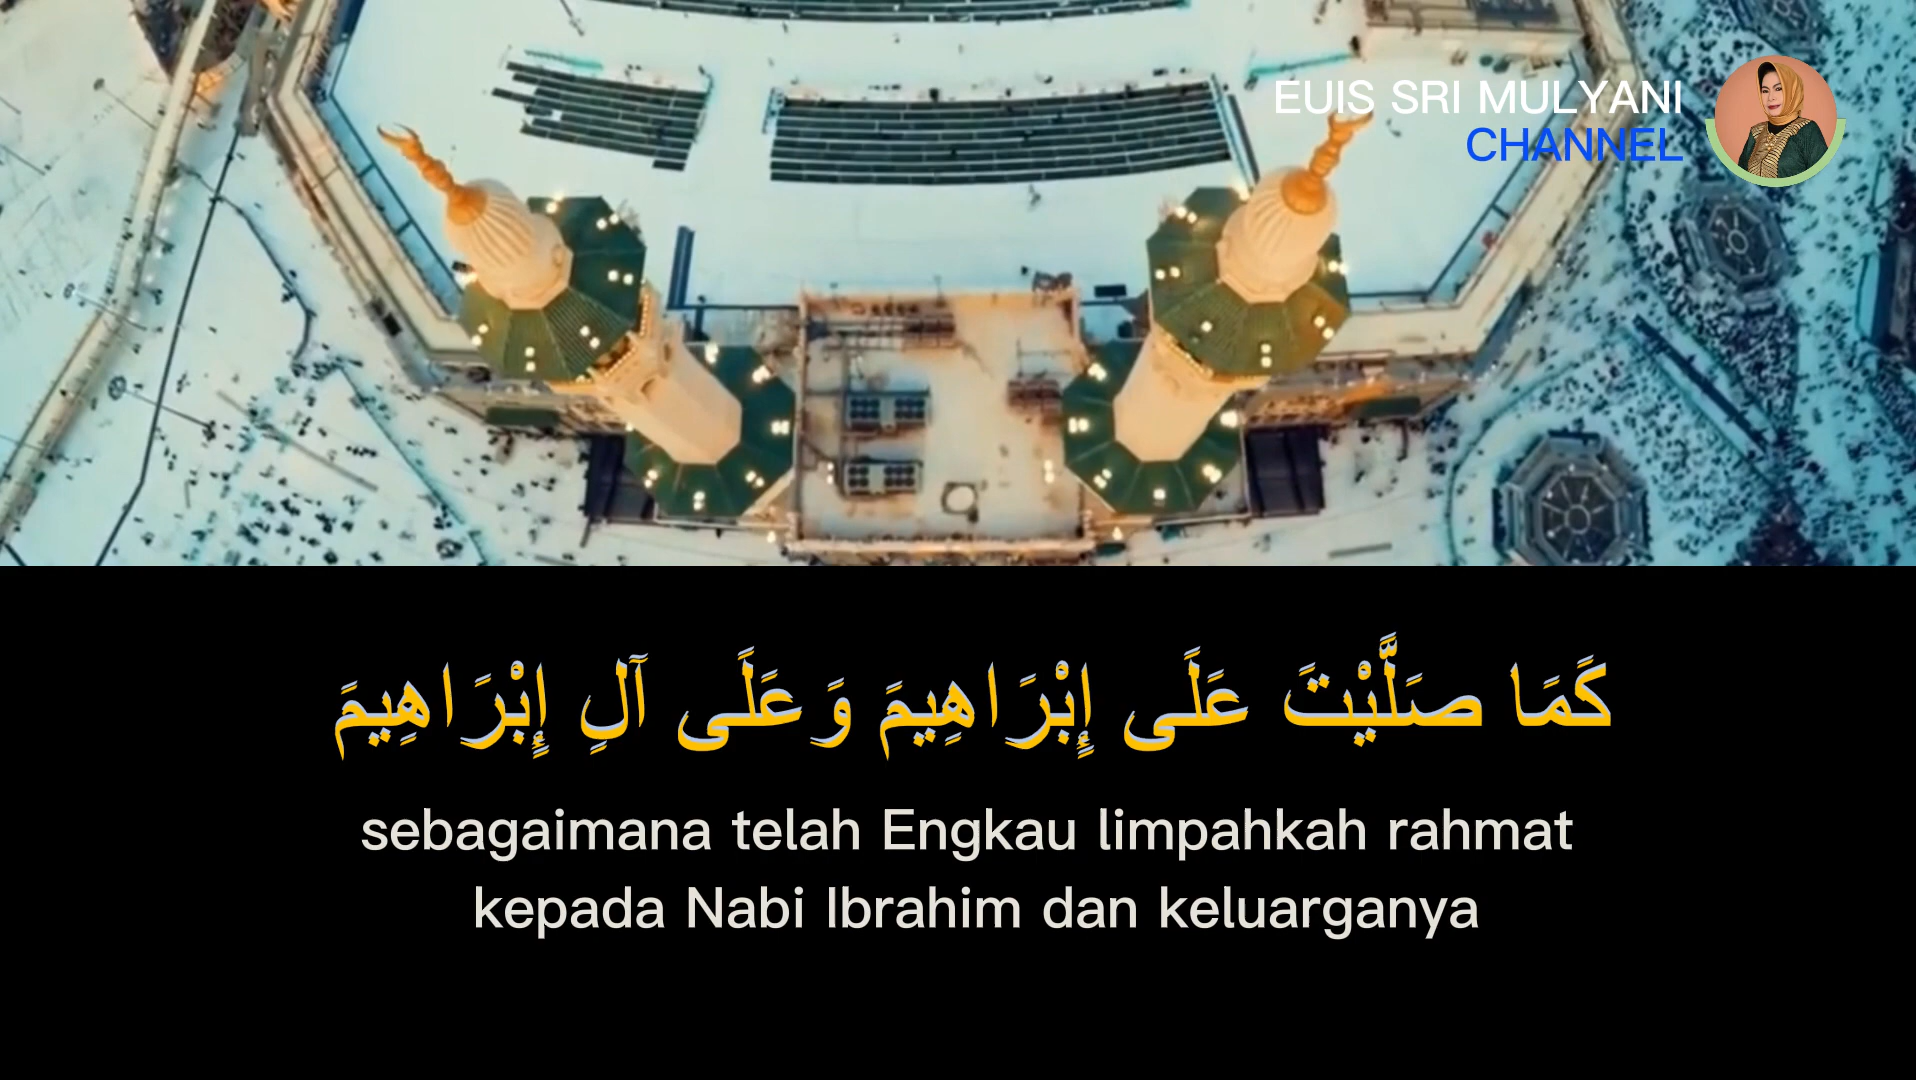 EUIS SRI MULYANI
CHANNEL
كَمَا صَلَّيْتَ عَلَى إِبْرَاهِيمَ وَعَلَى آلِ إِبْرَاهِيمَ
sebagaimana telah Engkau limpahkah rahmat
kepada Nabi Ibrahim dan keluarganya